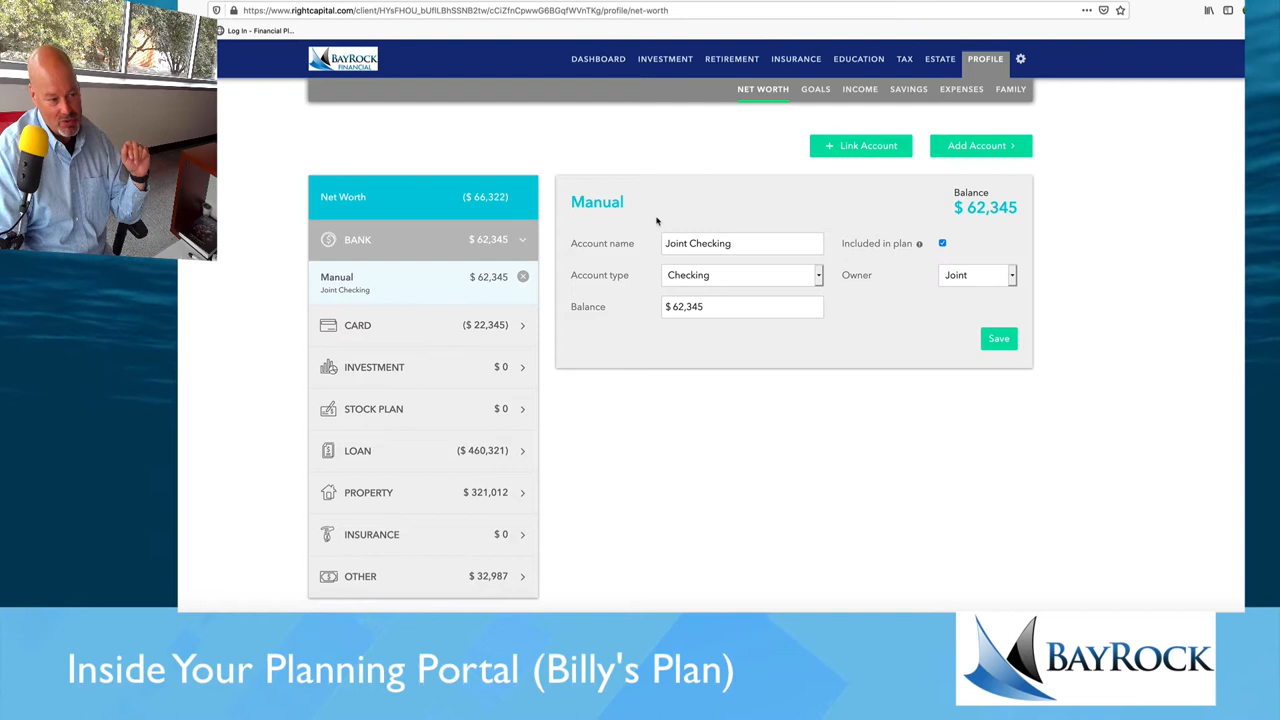 https://www.rightcapital.com/client/HYsFHOU_bUflLBhSSNB2tw/cCiZfnCpwwG6BGqfWVnTKg/profile/net-worth
Log In - Financial Pl...
BAYROCK
FINANCIAL
DASHBOARD INVESTMENT RETIREMENT INSURANCE EDUCATION TAX ESTATE PROFILE
NET WORTH GOALS INCOME SAVINGS EXPENSES FAMILY
+ Link Account
Add Account >
Net Worth ($ 66,322)
BANK $ 62,345
Manual $ 62,345
Joint Checking
CARD ($ 22,345)
INVESTMENT $ 0
STOCK PLAN $ 0
LOAN ($ 460,321)
PROPERTY $ 321,012
INSURANCE $ 0
OTHER $ 32,987
Manual
Balance
$ 62,345
Account name Joint Checking Included in plan
Account type Checking Owner Joint
Balance $ 62,345
Save
Inside Your Planning Portal (Billy's Plan)
BAYROCK